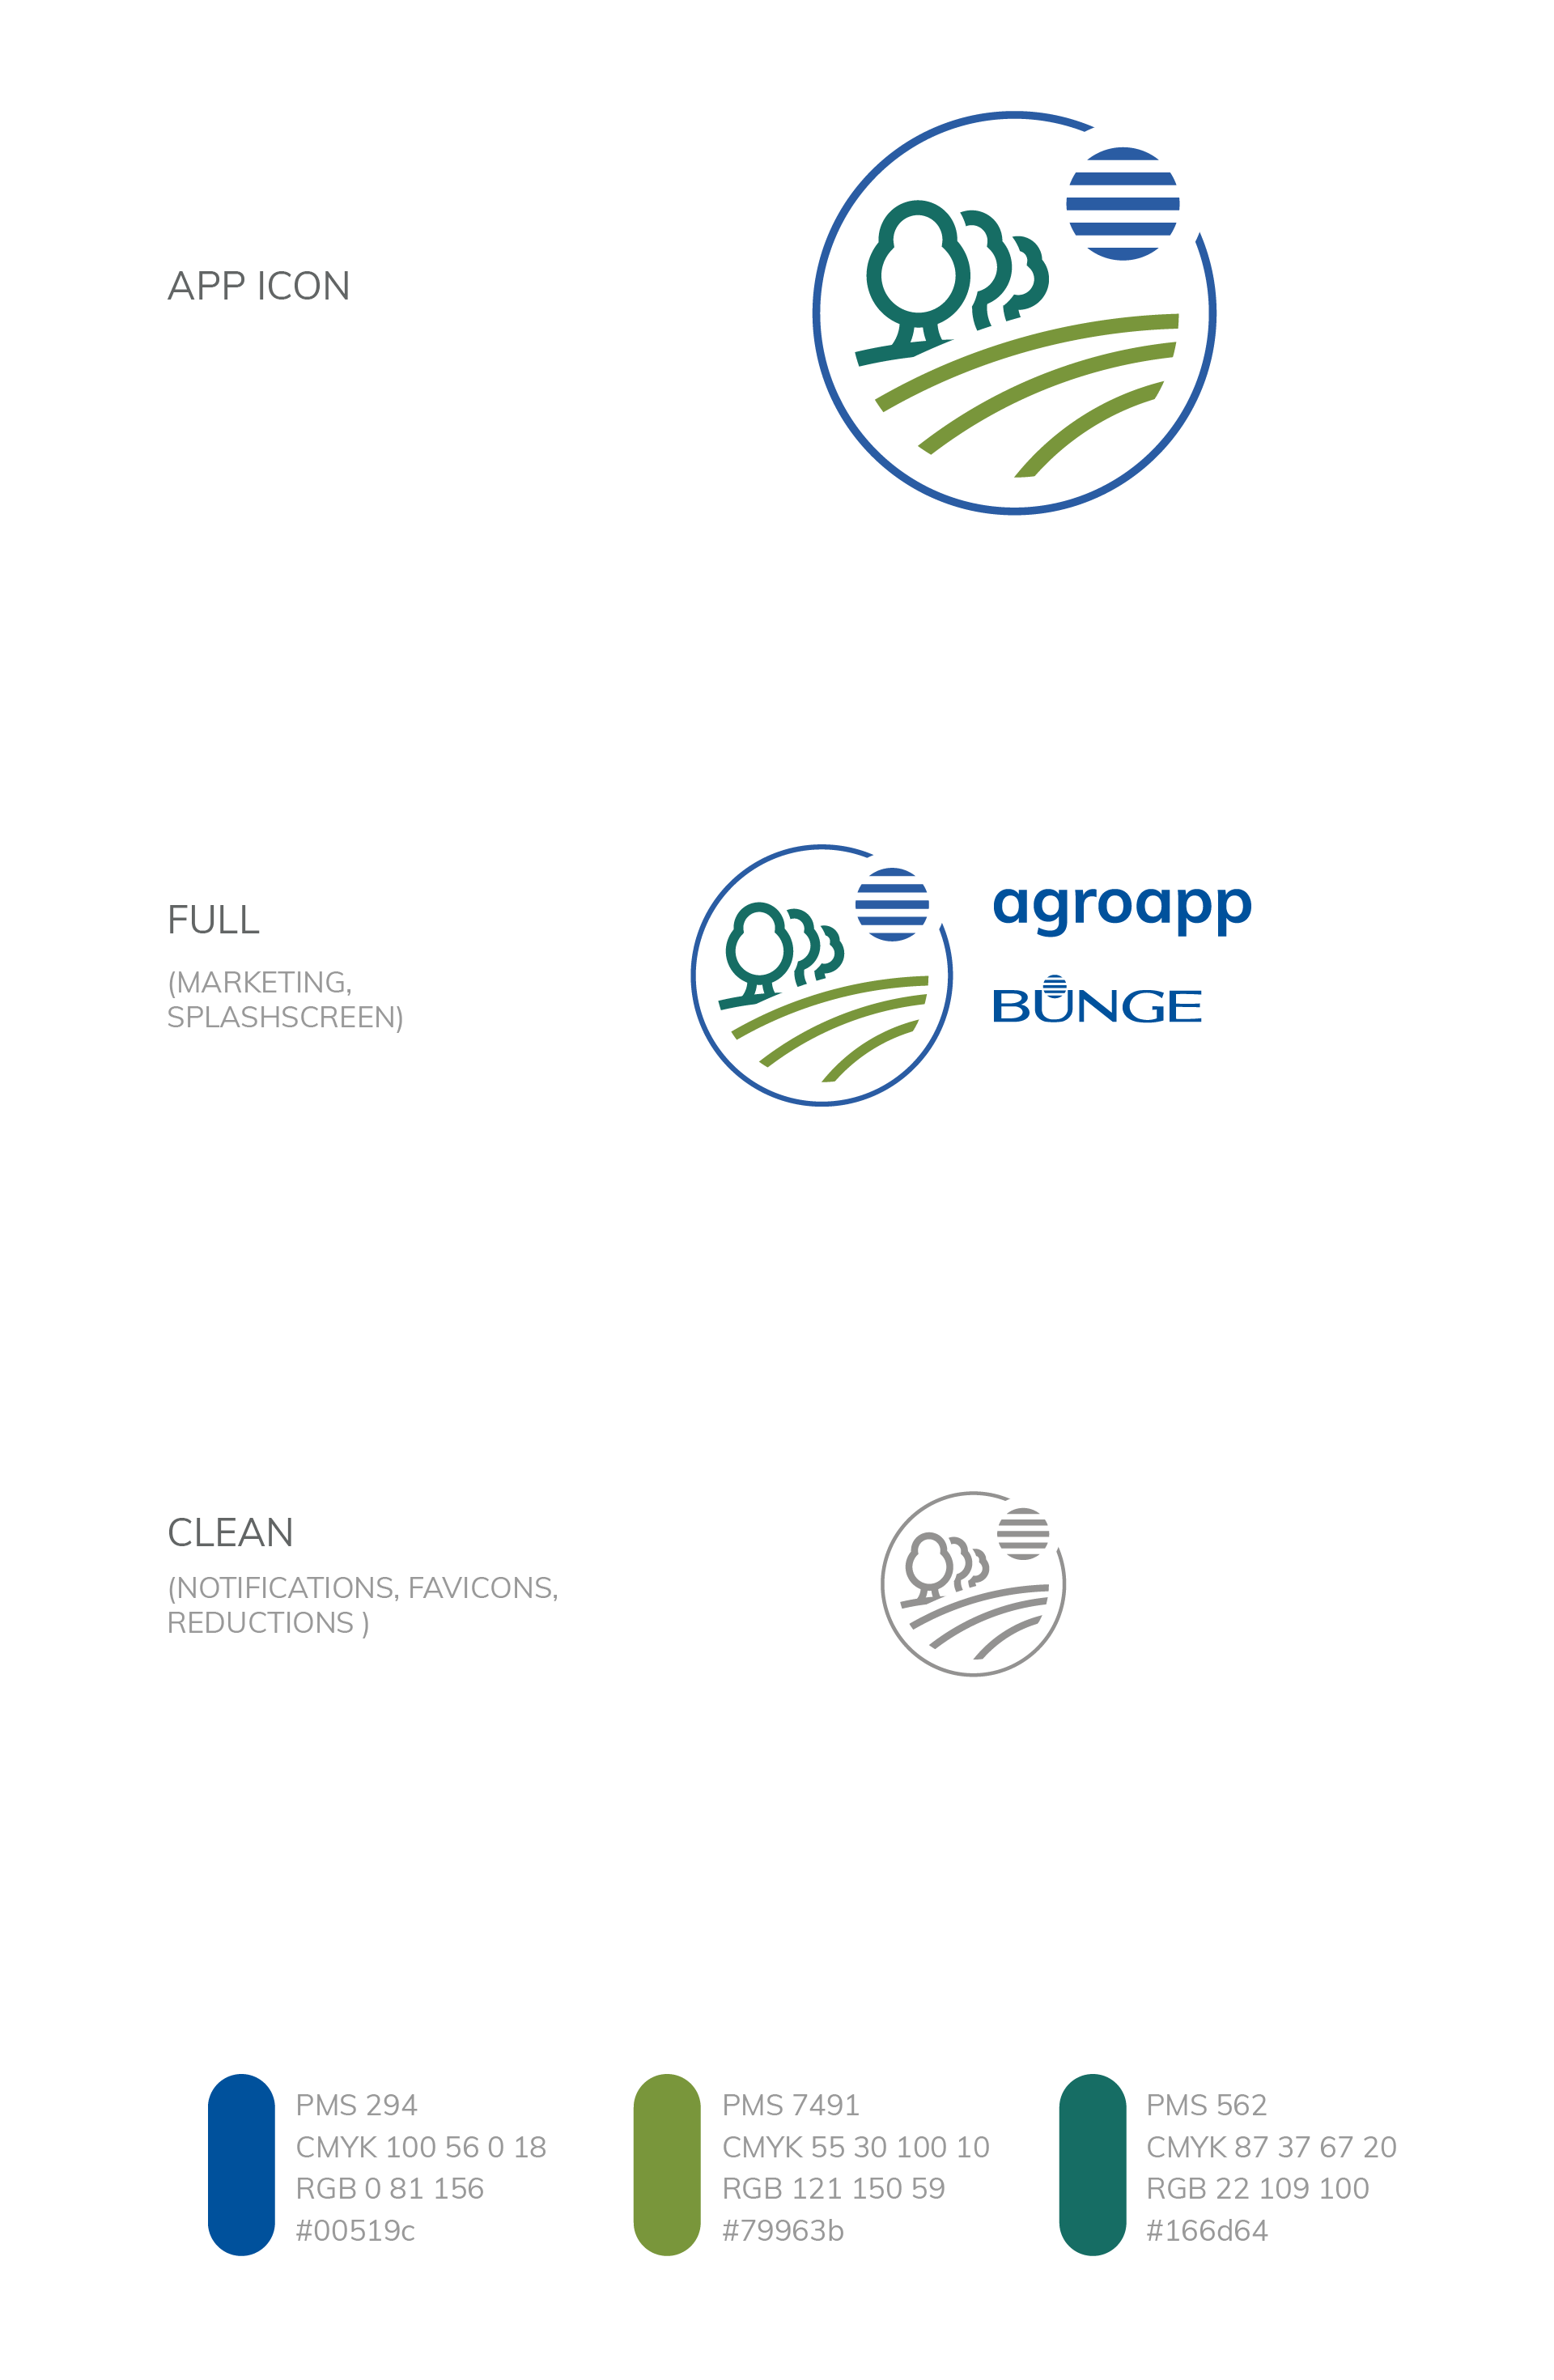 APP ICON
FULL
(MARKETING,
SPLASHSCREEN)
agroapp
BUNGE
CLEAN
(NOTIFICATIONS, FAVICONS,
REDUCTIONS )
PMS 294
CMYK 100 56 0 18
RGB 0 81 156
#00519c
PMS 7491
CMYK 55 30 100 10
RGB 121 150 59
#79963b
PMS 562
CMYK 87 37 67 20
RGB 22 109 100
#166d64